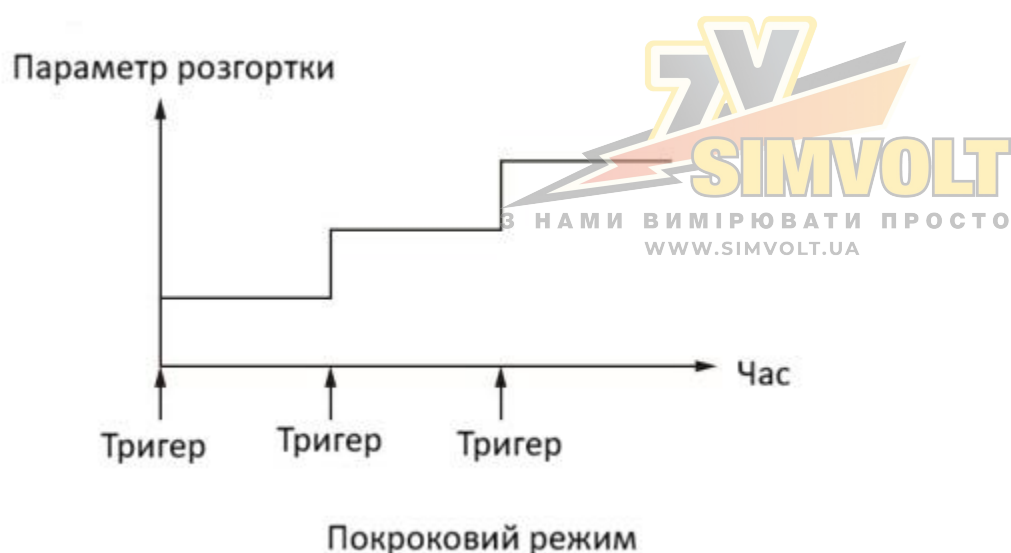 Параметр розгортки
SIMVOLT
З НАМИ ВИМІРЮВАТИ ПРОСТО
WWW.SIMVOLT.UA
Час
Тригер Тригер Тригер
Покроковий режим